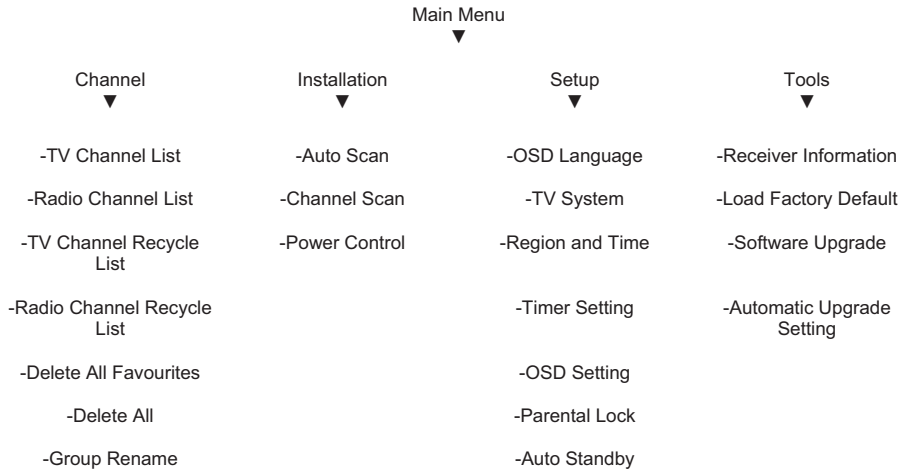 Main Menu
▼
Channel
▼
-TV Channel List
-Radio Channel List
-TV Channel Recycle
List
-Radio Channel Recycle
List
-Delete All Favourites
-Delete All
-Group Rename
Installation
▼
-Auto Scan
-Channel Scan
-Power Control
Setup
▼
-OSD Language
-TV System
-Region and Time
-Timer Setting
-OSD Setting
-Parental Lock
-Auto Standby
Tools
▼
-Receiver Information
-Load Factory Default
-Software Upgrade
-Automatic Upgrade
Setting